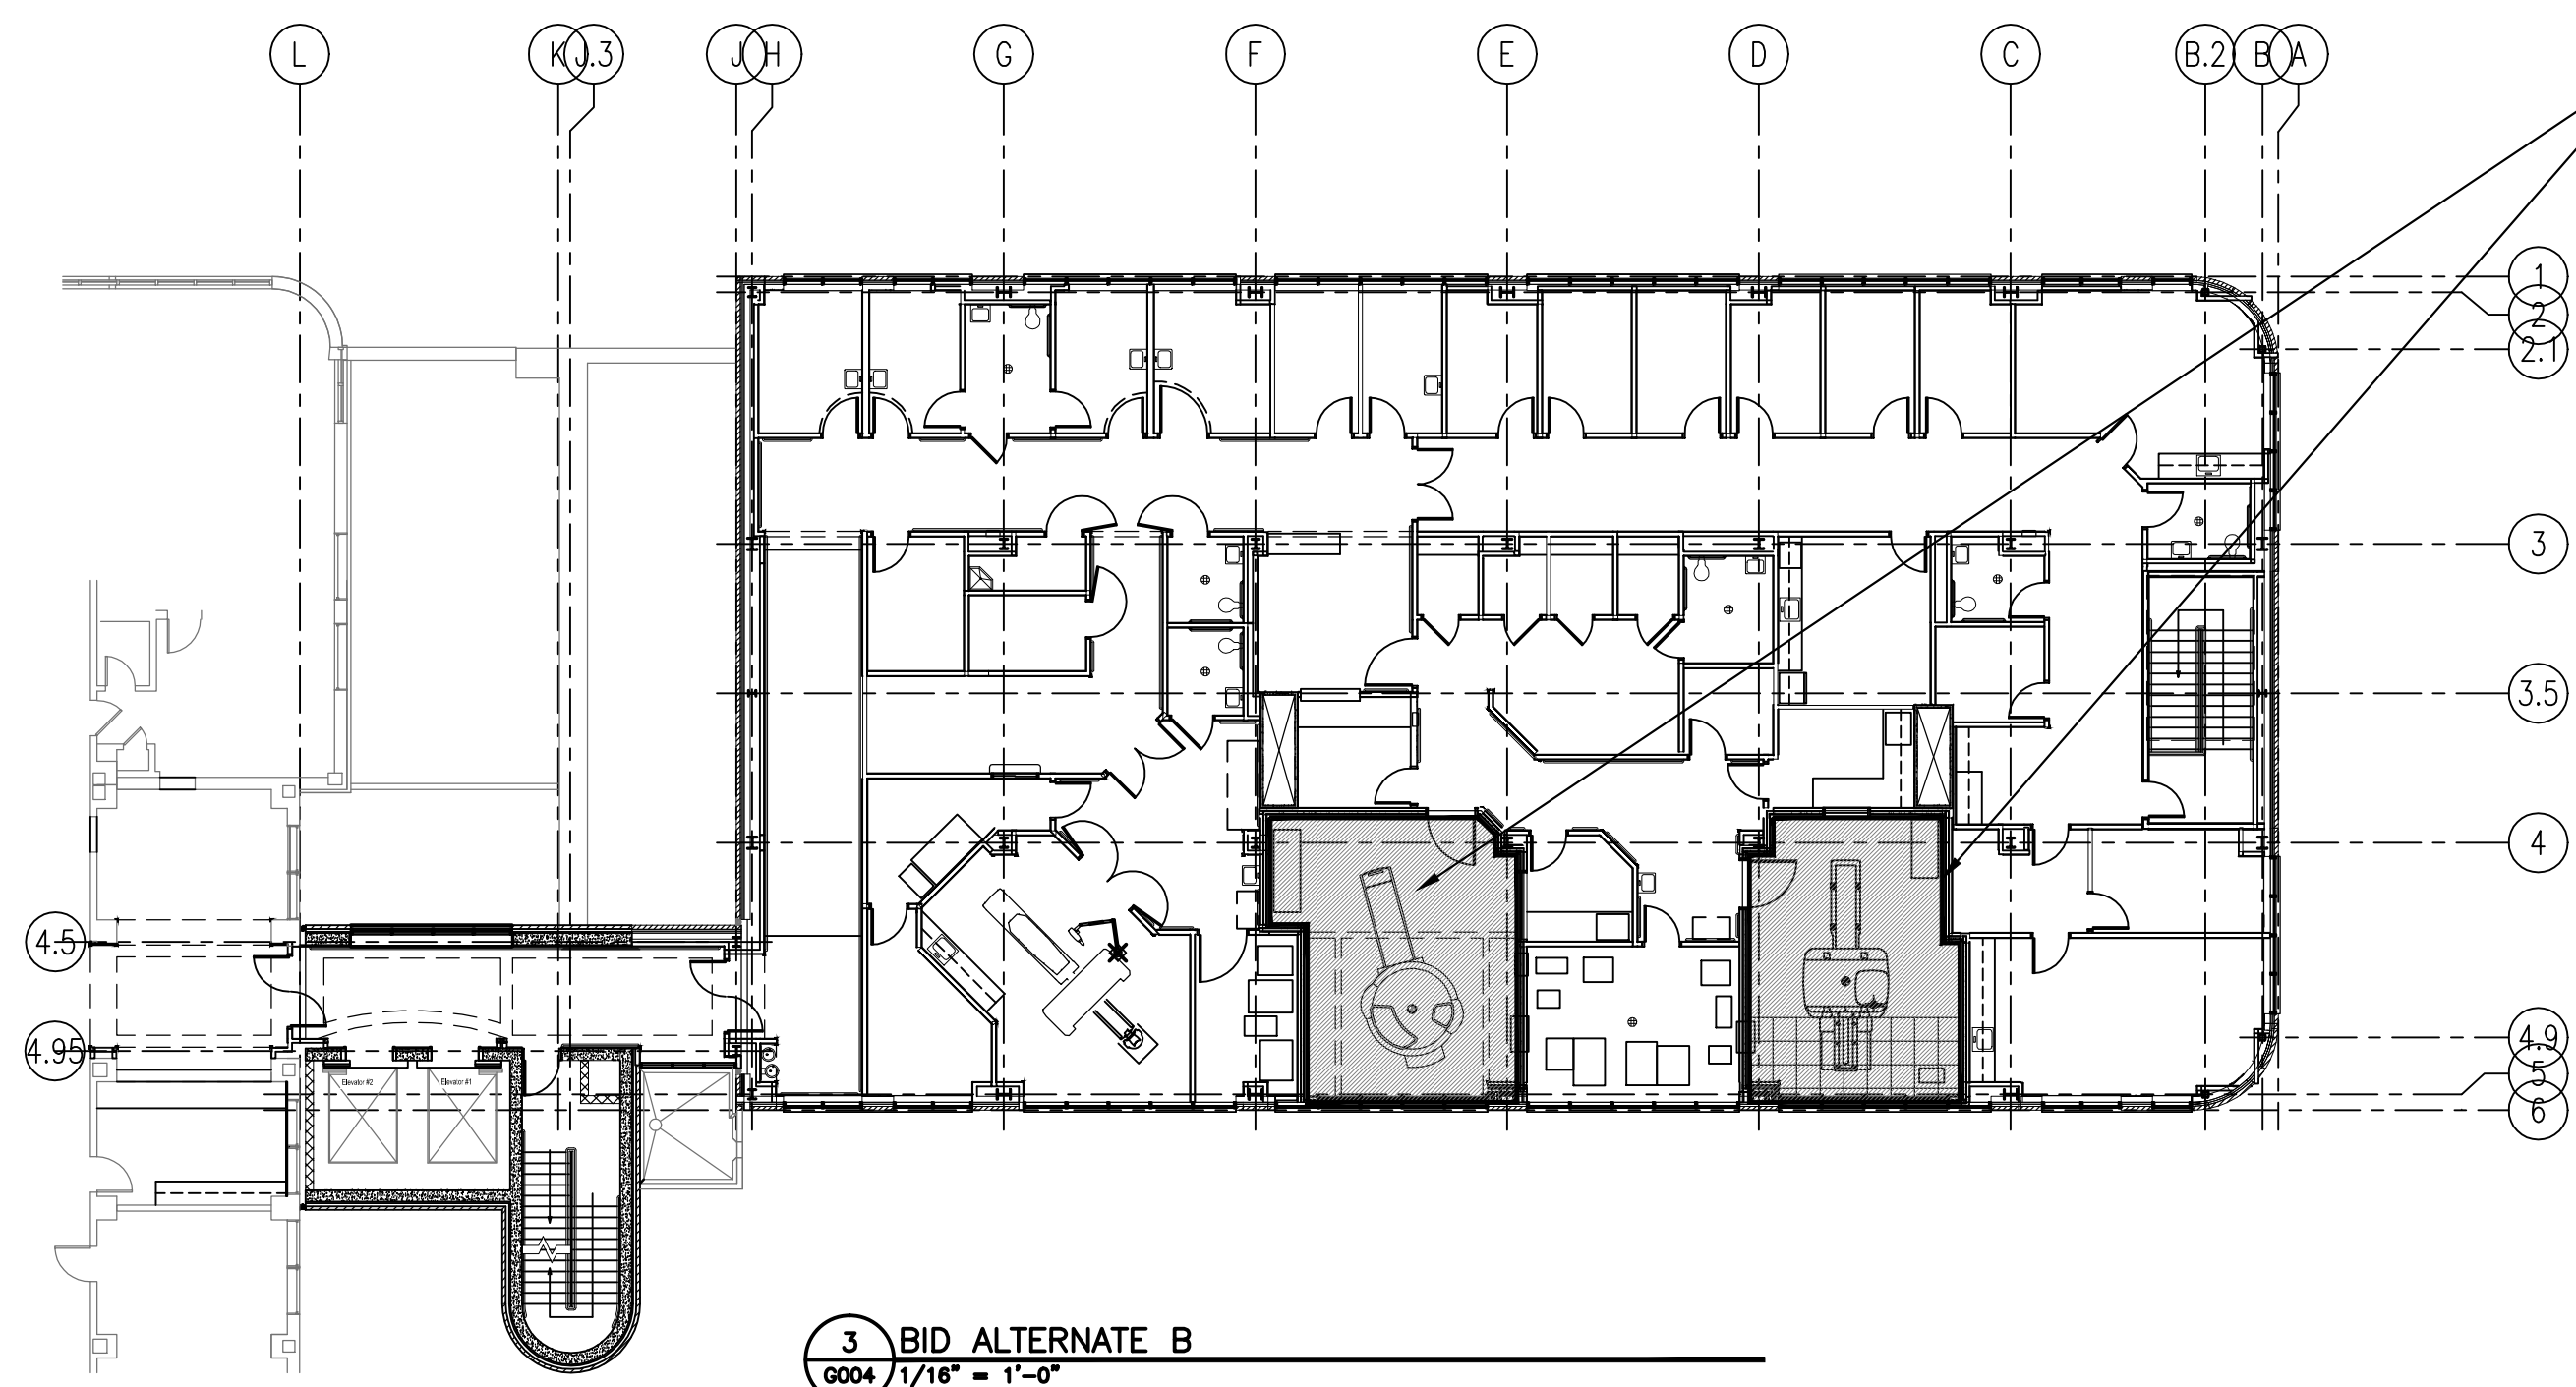 L K J.3 J H G F E D C B.2 B A
1
2
2.1
3
3.5
4
4.5
4.9
4.95
5
6
Elevator #2 Elevator #1
3 BID ALTERNATE B
G004 1/16" = 1'-0"